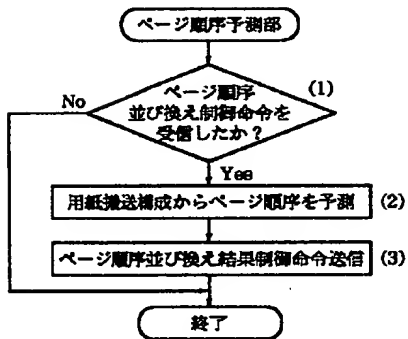 ページ順序予測部
ページ順序
並び換え制御命令を
受信したか？
(1)
No
Yes
用紙搬送構成からページ順序を予測
(2)
ページ順序並び換え結果制御命令送信
(3)
終了